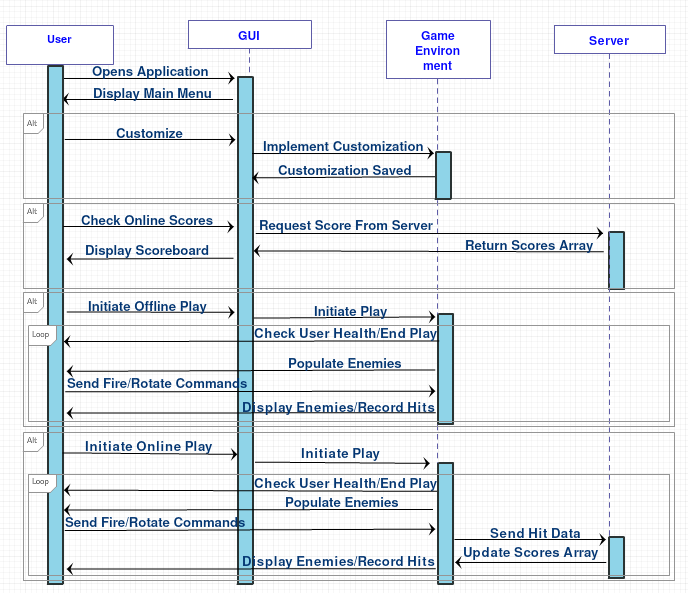 User
GUI
Game
Environ
ment
Server
Opens Application
Display Main Menu
Alt
Customize
Implement Customization
Customization Saved
Alt
Check Online Scores
Request Score From Server
Return Scores Array
Display Scoreboard
Alt
Initiate Offline Play
Initiate Play
Loop
Check User Health/End Play
Populate Enemies
Send Fire/Rotate Commands
Display Enemies/Record Hits
Alt
Initiate Online Play
Initiate Play
Loop
Check User Health/End Play
Populate Enemies
Send Fire/Rotate Commands
Send Hit Data
Update Scores Array
Display Enemies/Record Hits